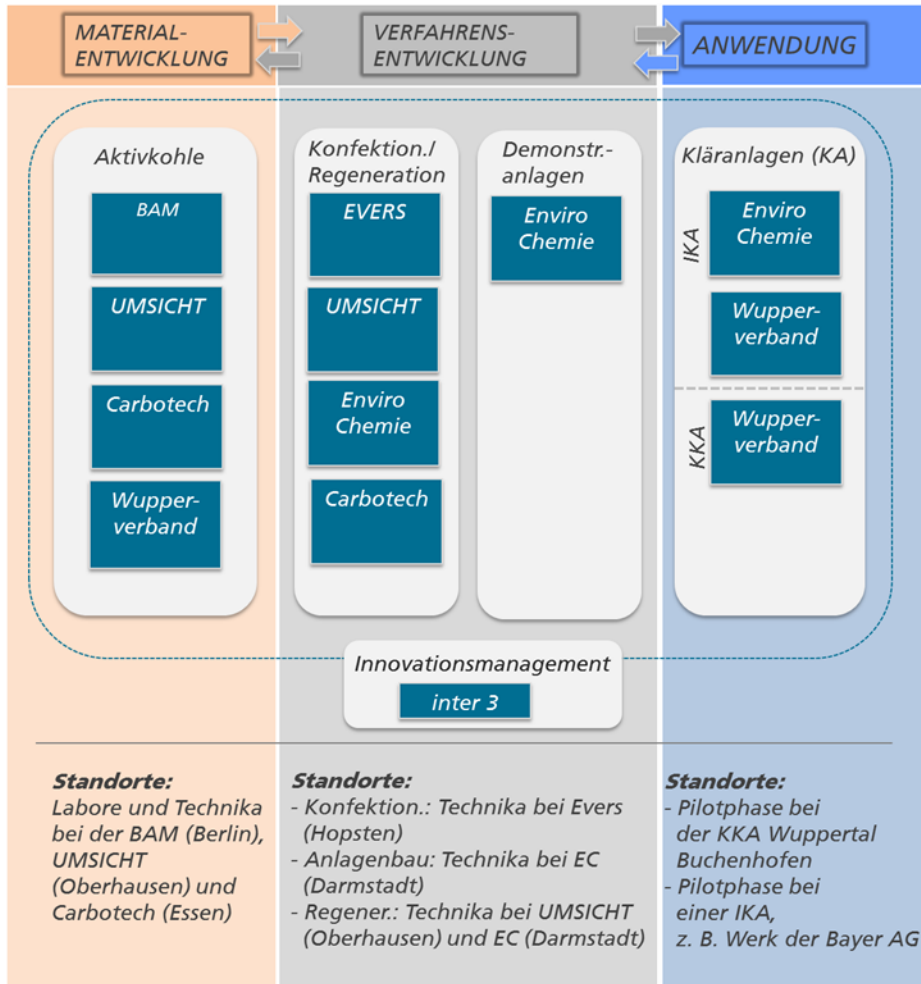 MATERIAL-
ENTWICKLUNG
VERFAHRENS-
ENTWICKLUNG
ANWENDUNG
Aktivkohle
BAM
UMSICHT
Carbotech
Wupper-
verband
Konfektion./
Regeneration
EVERS
UMSICHT
Enviro
Chemie
Carbotech
Demonstr.-
anlagen
Enviro
Chemie
Kläranlagen (KA)
IKA
Enviro
Chemie
Wupper-
verband
KKA
Wupper-
verband
Innovationsmanagement
inter 3
Standorte:
Labore und Technika
bei der BAM (Berlin),
UMSICHT
(Oberhausen) und
Carbotech (Essen)
Standorte:
- Konfektion.: Technika bei Evers
(Hopsten)
- Anlagenbau: Technika bei EC
(Darmstadt)
- Regener.: Technika bei UMSICHT
(Oberhausen) und EC (Darmstadt)
Standorte:
- Pilotphase bei
der KKA Wuppertal
Buchenhofen
- Pilotphase bei
einer IKA,
z. B. Werk der Bayer AG